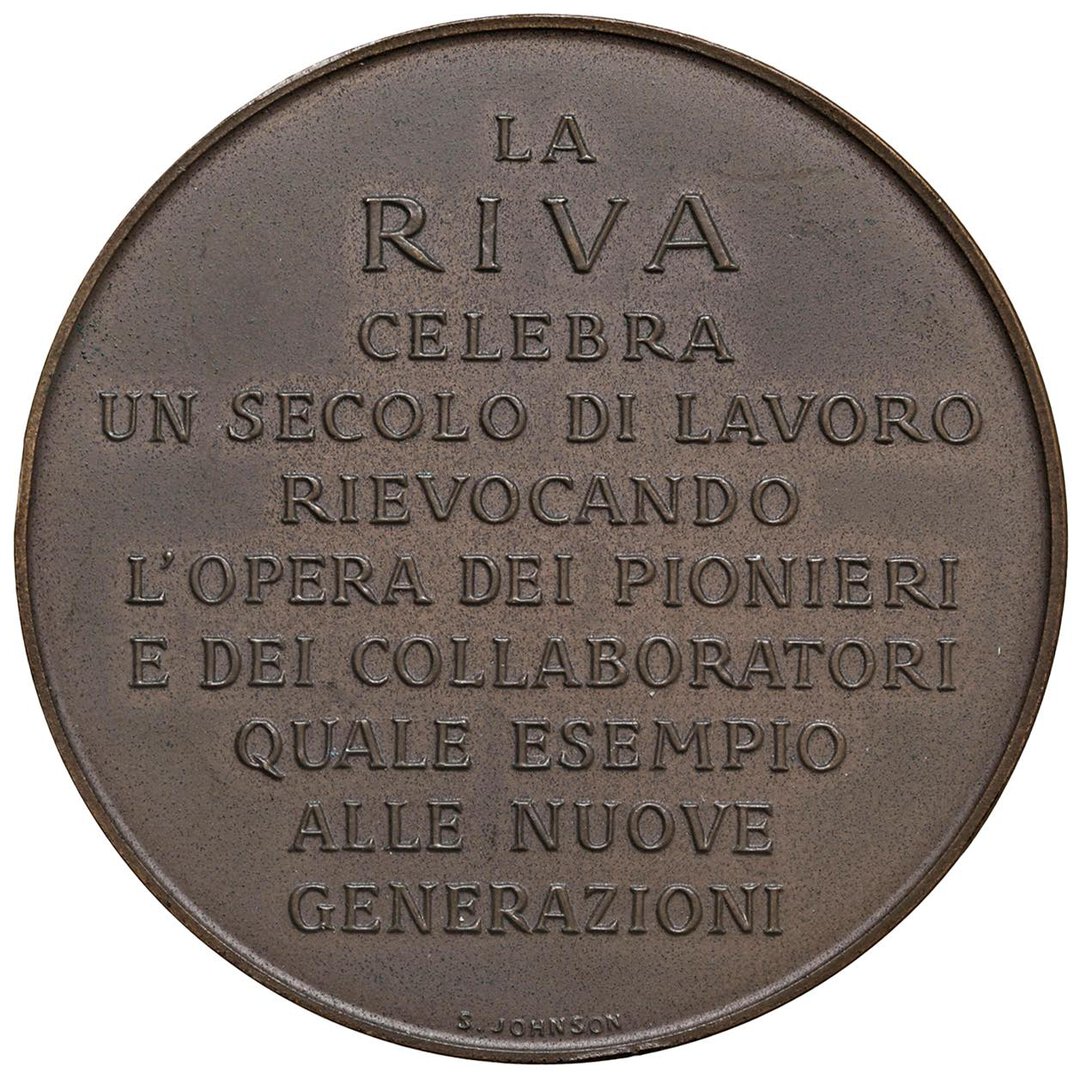 LA
RIVA
CELEBRA
UN SECOLO DI LAVORO
RIEVOCANDO
L'OPERA DEI PIONIERI
E DEI COLLABORATORI
QUALE ESEMPIO
ALLE NUOVE
GENERAZIONI
S. JOHNSON